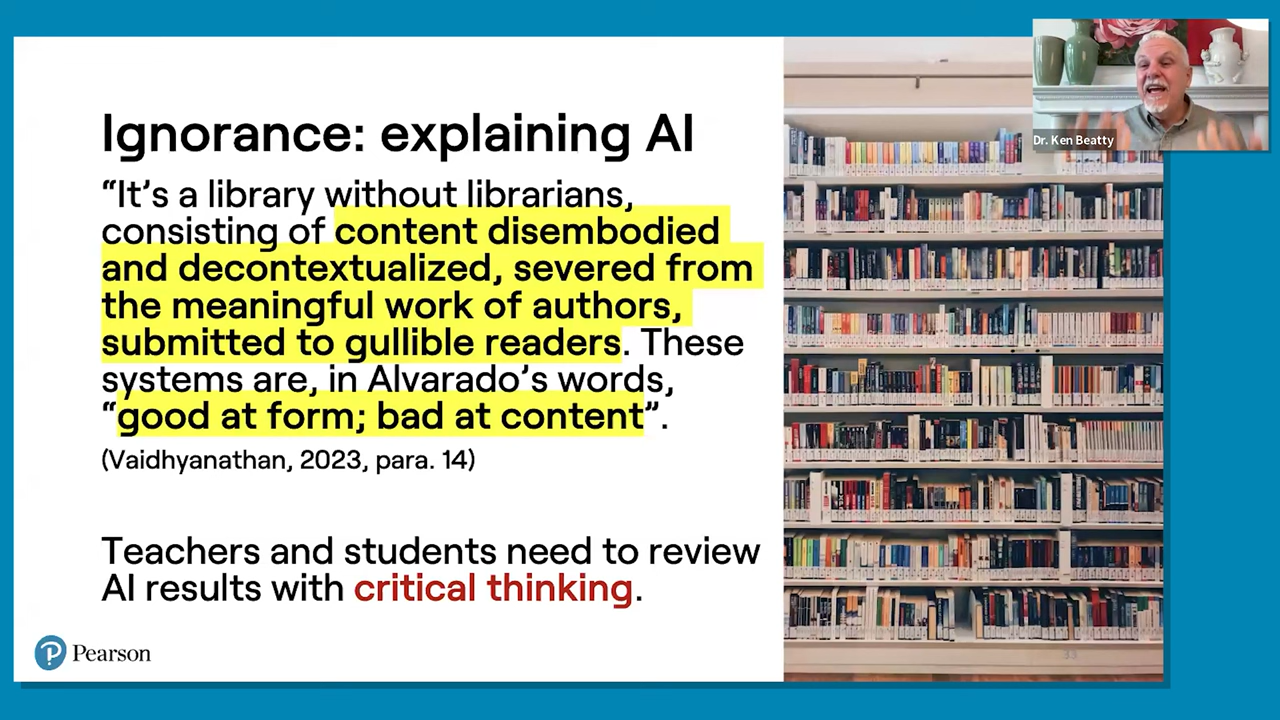 Ignorance: explaining AI
“It’s a library without librarians,
consisting of content disembodied
and decontextualized, severed from
the meaningful work of authors,
submitted to gullible readers. These
systems are, in Alvarado’s words,
“good at form; bad at content”.
(Vaidhyanathan, 2023, para. 14)
Teachers and students need to review
AI results with critical thinking.
Pearson
Dr. Ken Beatty